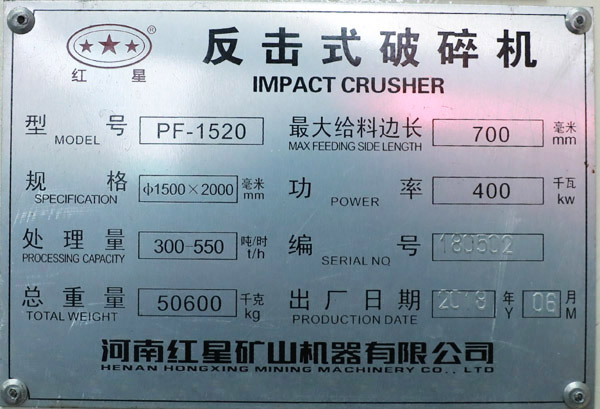 反击式破碎机
®
红 星
IMPACT CRUSHER
型 号 PF-1520 最大给料边长 700 毫米
MODEL MAX FEEDING SIDE LENGTH mm
规 格 ф1500×2000 毫米 功 率 400 千瓦
SPECIFICATION mm POWER kw
处理量 300-550 吨/时 编 号 180502
PROCESSING CAPACITY t/h SERIAL NO
总重量 50600 千克 出厂日期 2018 年 06 月
TOTAL WEIGHT kg PRODUCTION DATE Y M
河南红星矿山机器有限公司
HENAN HONGXING MINING MACHINERY CO., LTD